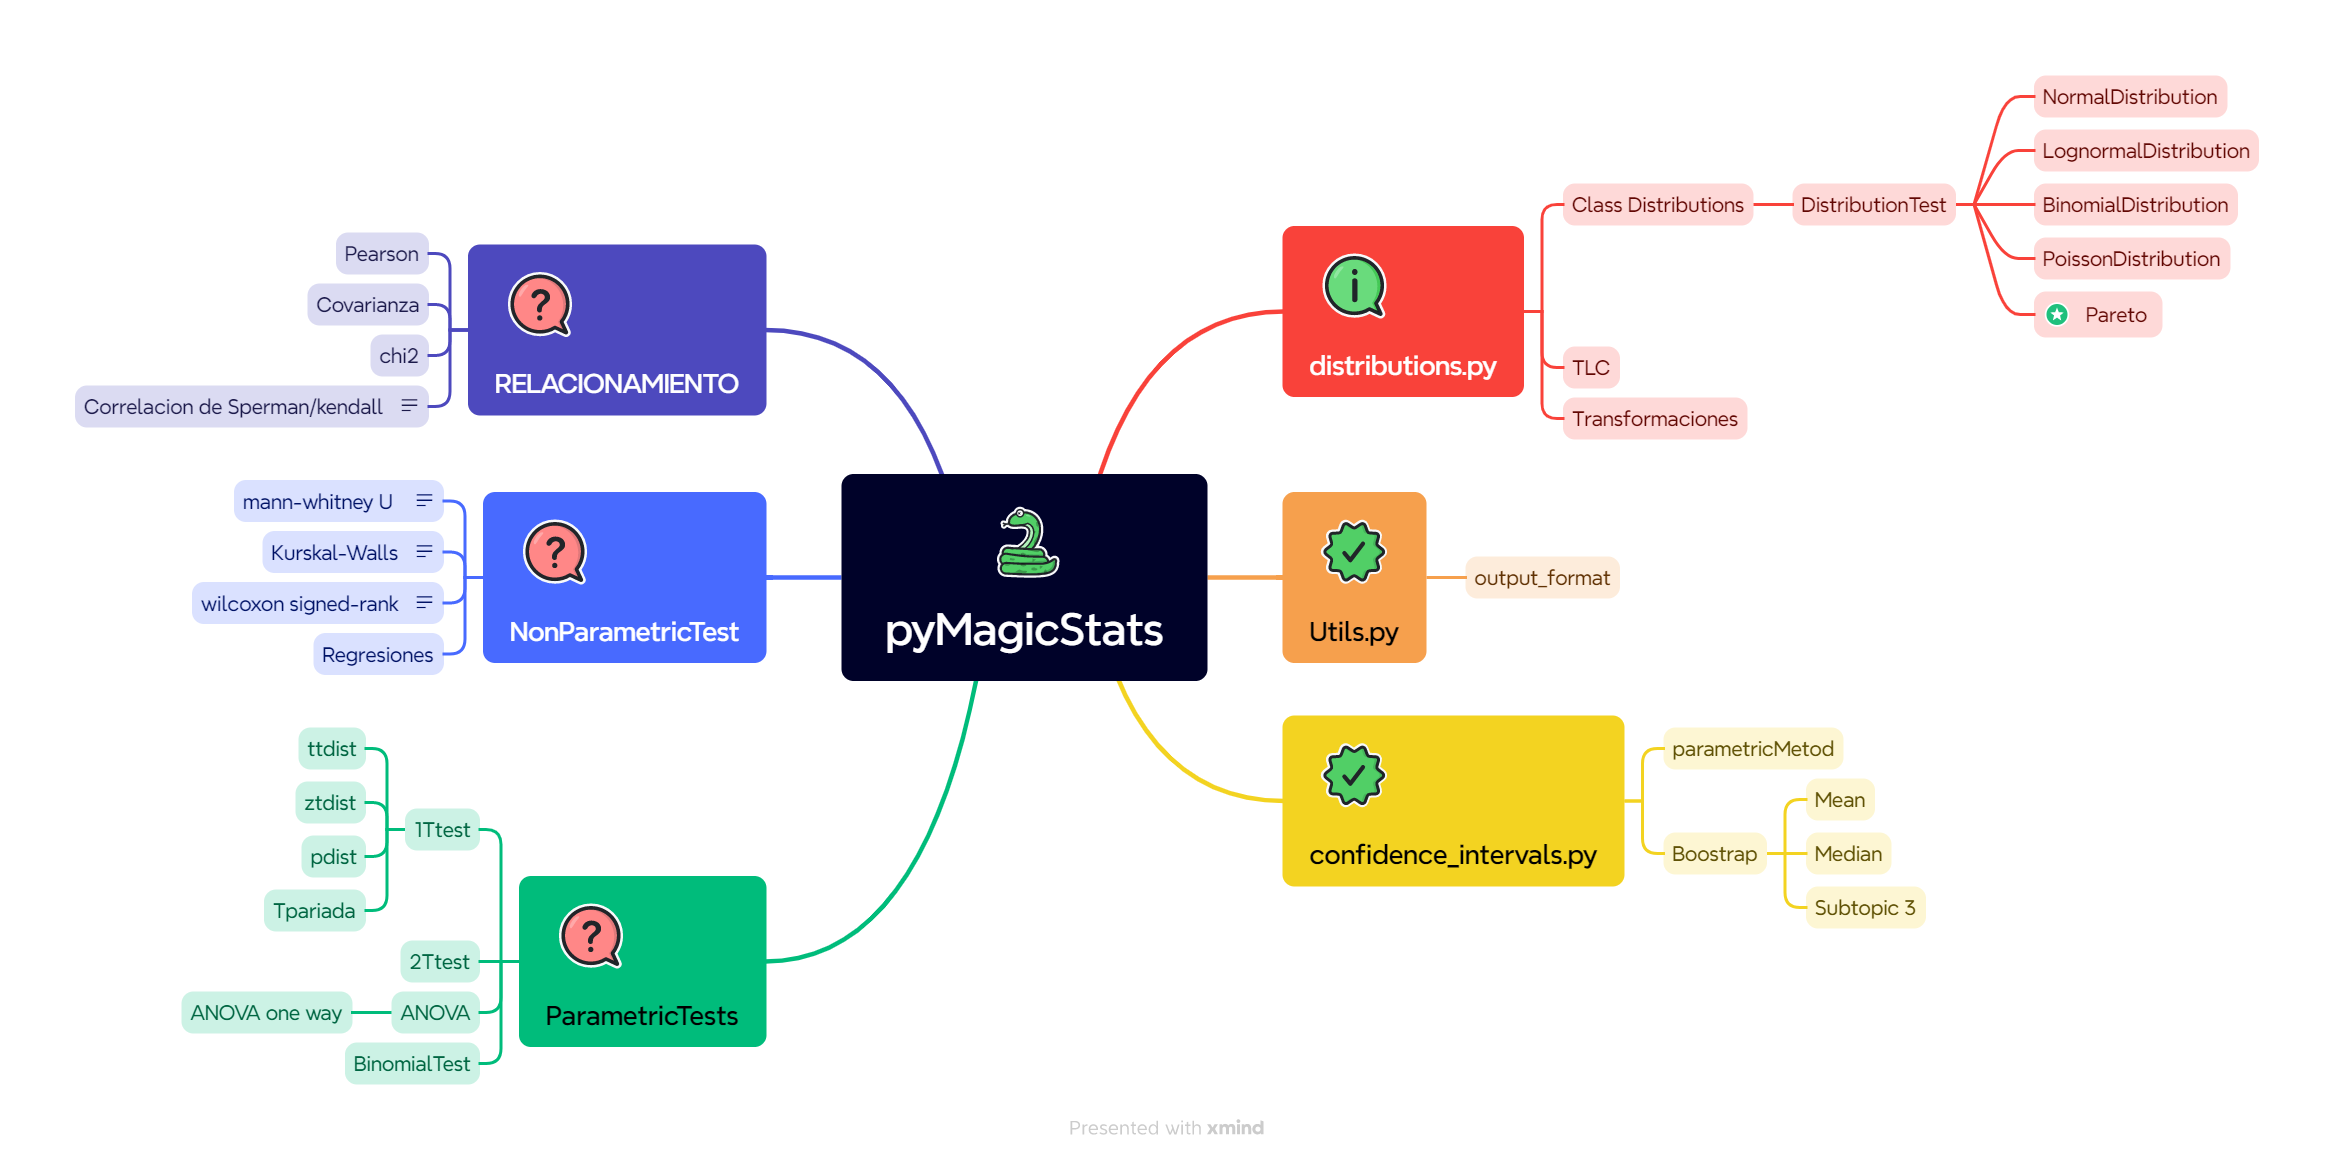 pyMagicStats
distributions.py
Class Distributions
DistributionTest
NormalDistribution
LognormalDistribution
BinomialDistribution
PoissonDistribution
Pareto
TLC
Transformaciones
Utils.py
output_format
confidence_intervals.py
parametricMetod
Boostrap
Mean
Median
Subtopic 3
RELACIONAMIENTO
Pearson
Covarianza
chi2
Correlacion de Sperman/kendall
NonParametricTest
mann-whitney U
Kurskal-Walls
wilcoxon signed-rank
Regresiones
ParametricTests
1Ttest
ttdist
ztdist
pdist
Tpariada
2Ttest
ANOVA
ANOVA one way
BinomialTest
Presented with xmind